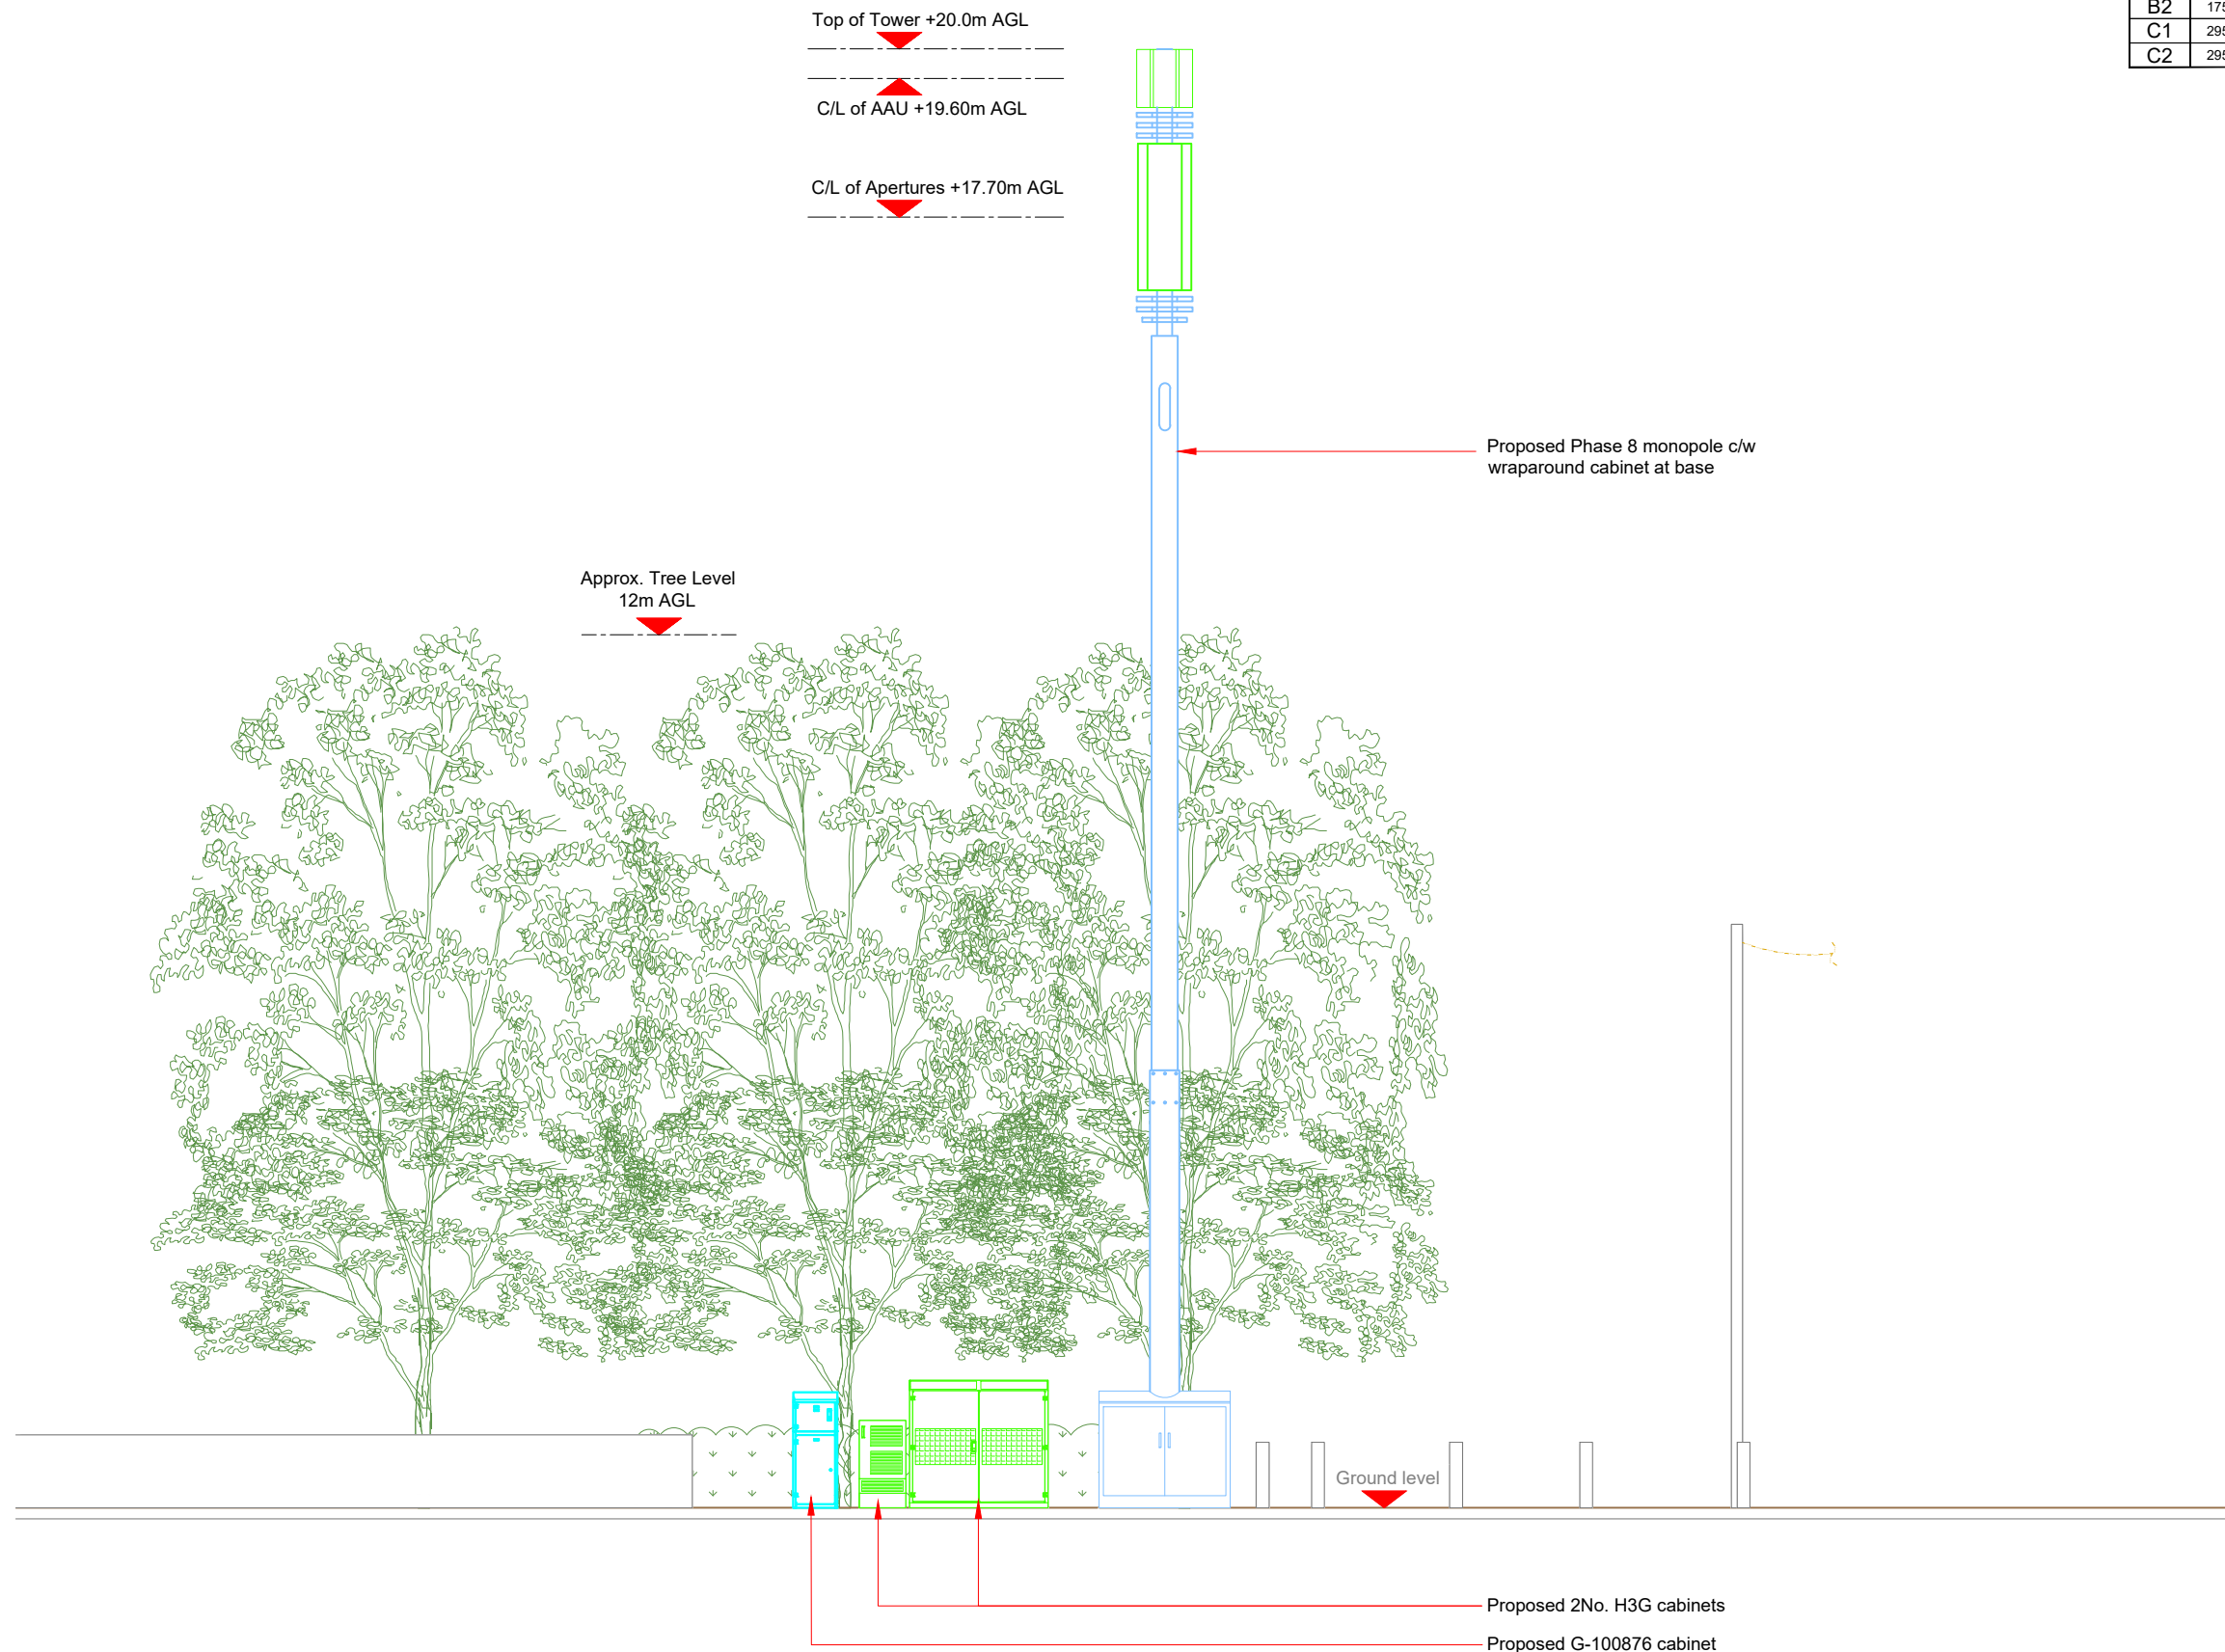 Top of Tower +20.0m AGL
B2
C1
C2
C/L of AAU +19.60m AGL
C/L of Apertures +17.70m AGL
Proposed Phase 8 monopole c/w
wraparound cabinet at base
Approx. Tree Level
12m AGL
Ground level
Proposed 2No. H3G cabinets
Proposed G-100876 cabinet